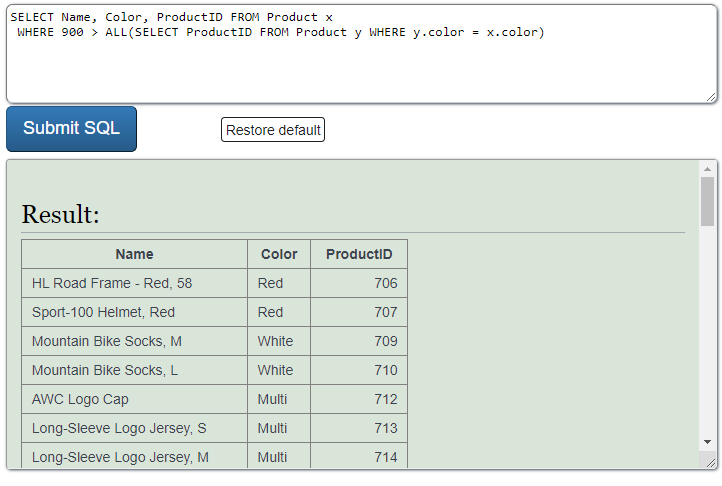 SELECT Name, Color, ProductID FROM Product x
WHERE 900 > ALL(SELECT ProductID FROM Product y WHERE y.color = x.color)
Submit SQL
Restore default
Result:
Name Color ProductID
HL Road Frame - Red, 58 Red 706
Sport-100 Helmet, Red Red 707
Mountain Bike Socks, M White 709
Mountain Bike Socks, L White 710
AWC Logo Cap Multi 712
Long-Sleeve Logo Jersey, S Multi 713
Long-Sleeve Logo Jersey, M Multi 714